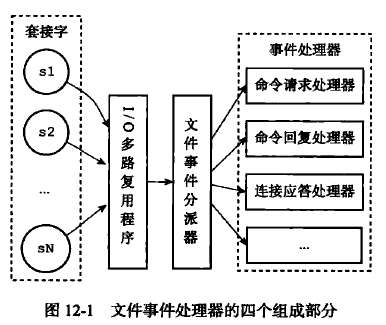 套接字
s1
s2
...
sN
I/O多路复用程序
文件事件分派器
事件处理器
命令请求处理器
命令回复处理器
连接应答处理器
...
图 12-1 文件事件处理器的四个组成部分